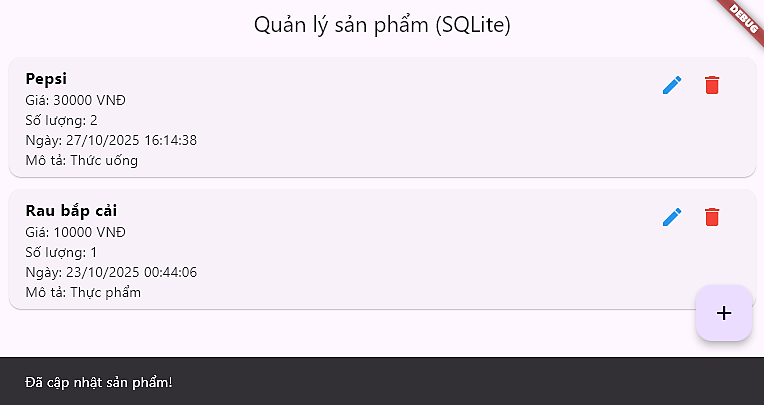 Quản lý sản phẩm (SQLite)
DEBUG
Pepsi
Giá: 30000 VNĐ
Số lượng: 2
Ngày: 27/10/2025 16:14:38
Mô tả: Thức uống
Rau bắp cải
Giá: 10000 VNĐ
Số lượng: 1
Ngày: 23/10/2025 00:44:06
Mô tả: Thực phẩm
+
Đã cập nhật sản phẩm!